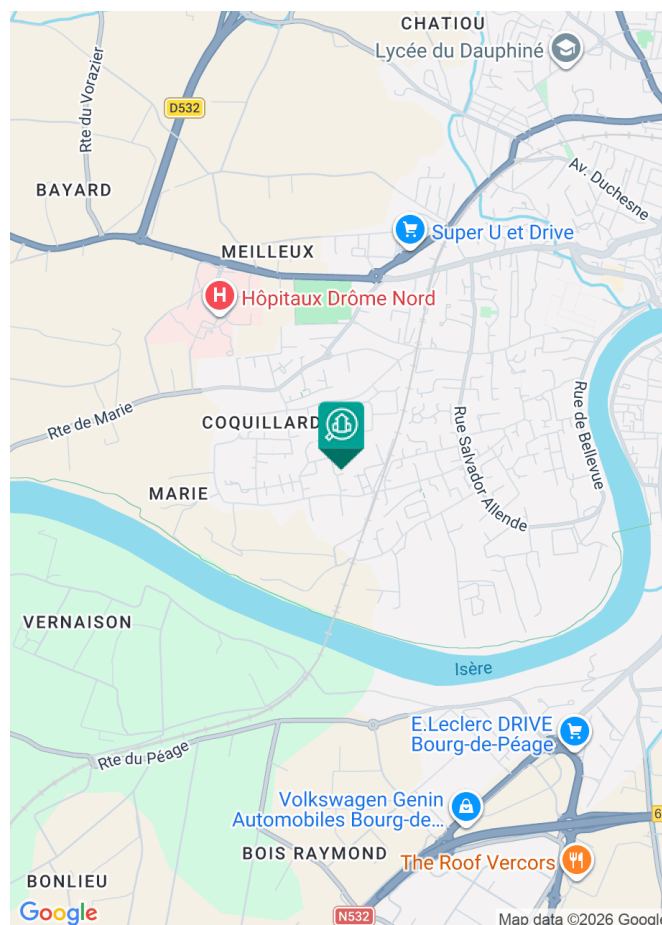 CHATIOU
Lycée du Dauphiné
Rte du Vorazier
D532
Av. Duchesne
BAYARD
Super U et Drive
MEILLEUX
H
Hôpitaux Drôme Nord
Rte de Marie
COQUILLARD
Rue Salvador Allende
Rue de Bellevue
MARIE
VERNAISON
Isère
E.Leclerc DRIVE
Bourg-de-Péage
Rte du Péage
Volkswagen Genin
Automobiles Bourg-de...
6
BOIS RAYMOND
The Roof Vercors
BONLIEU
Google
N532
Map data ©2026 Google